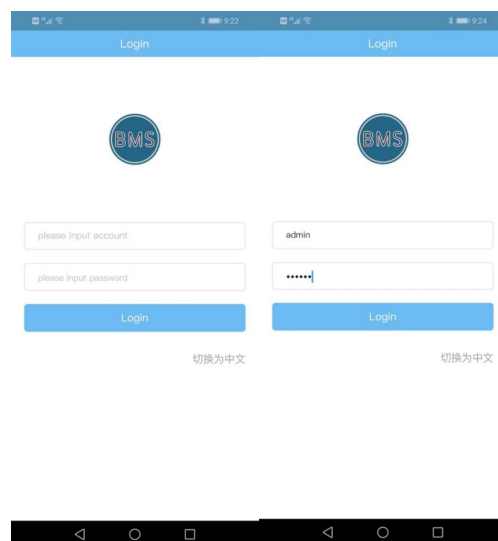 9:22
Login
BMS
please input account
please input password
Login
切换为中文
9:24
Login
BMS
admin
••••••
Login
切换为中文